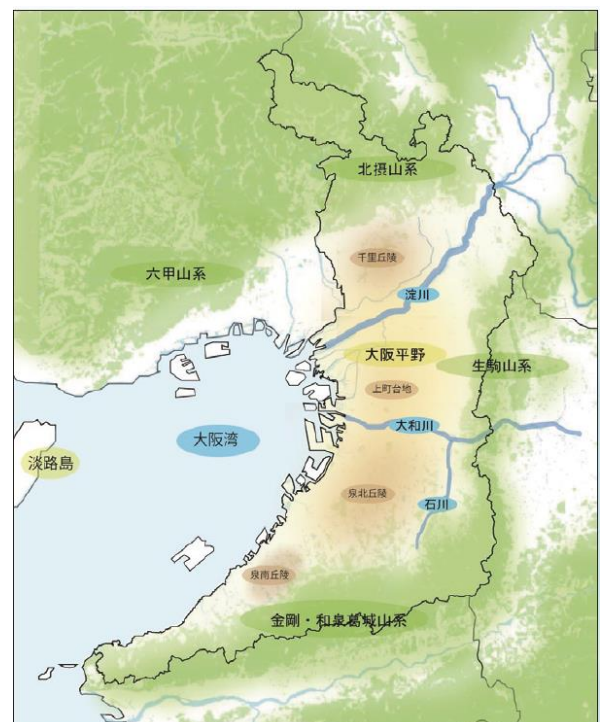 北摂山系
千里丘陵
六甲山系
淀川
大阪平野
生駒山系
上町台地
大和川
大阪湾
淡路島
泉北丘陵
石川
泉南丘陵
金剛・和泉葛城山系